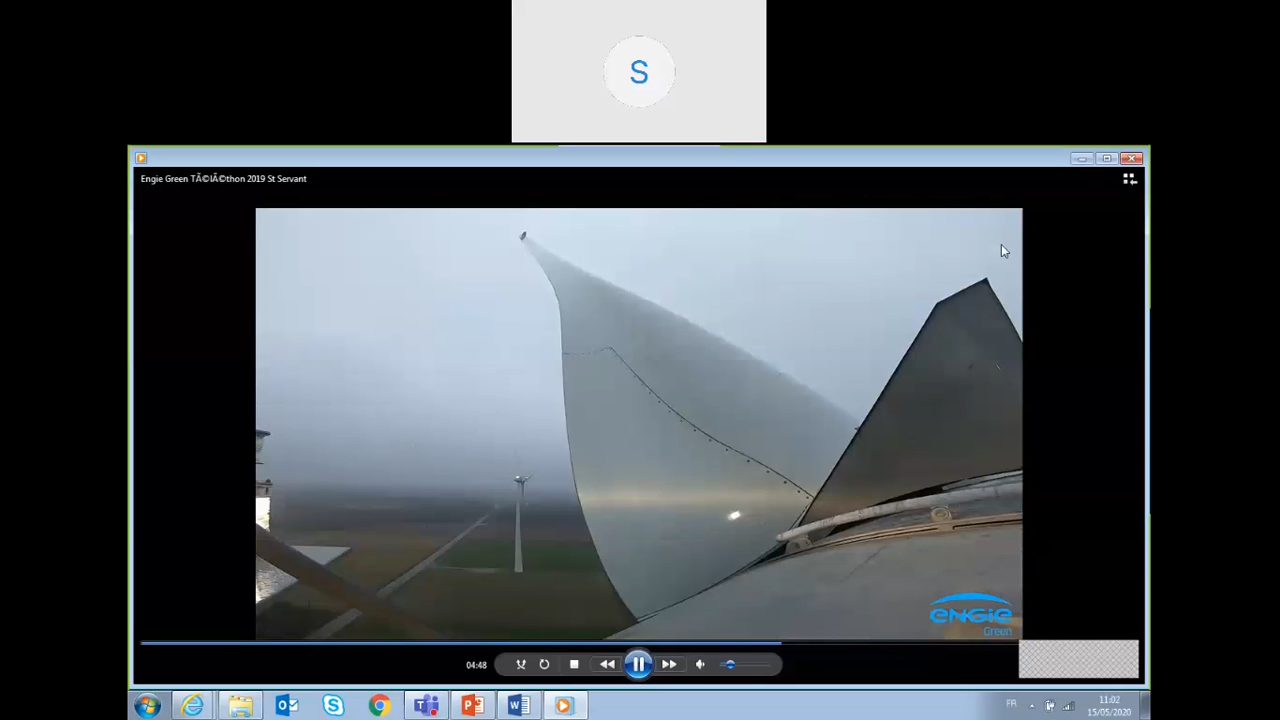 S
Engie Green TÃ©lÃ©thon 2019 St Servant
ENGIE
Green
04:48
FR
11:02
15/05/2020